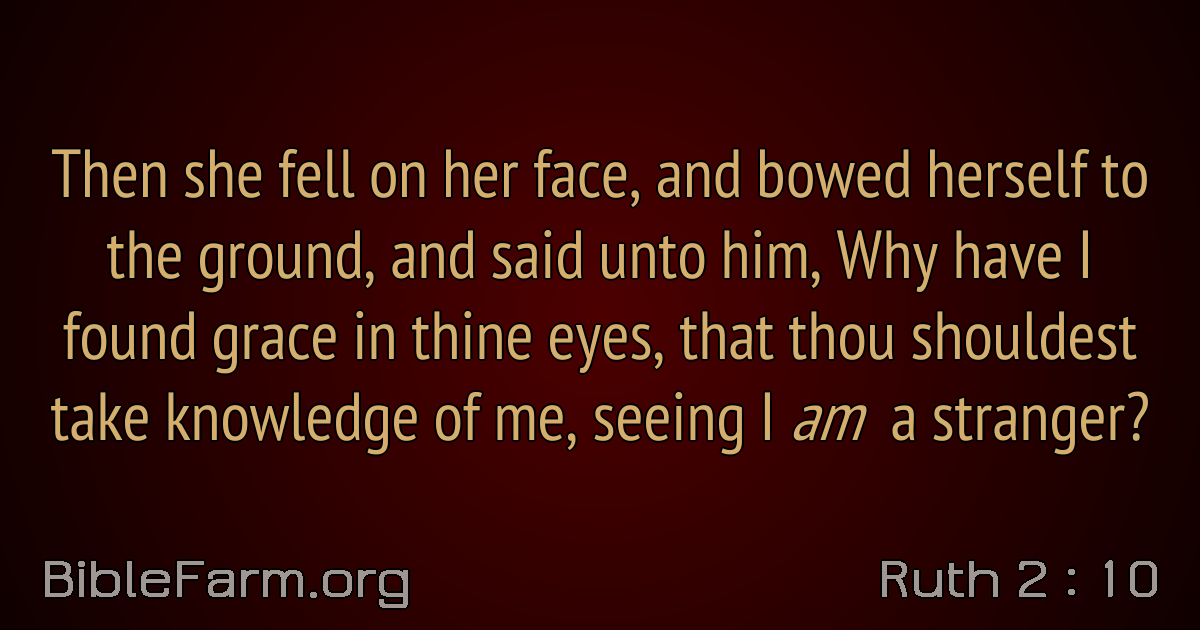 Then she fell on her face, and bowed herself to
the ground, and said unto him, Why have I
found grace in thine eyes, that thou shouldest
take knowledge of me, seeing I am a stranger?
BibleFarm.org
Ruth 2 : 10